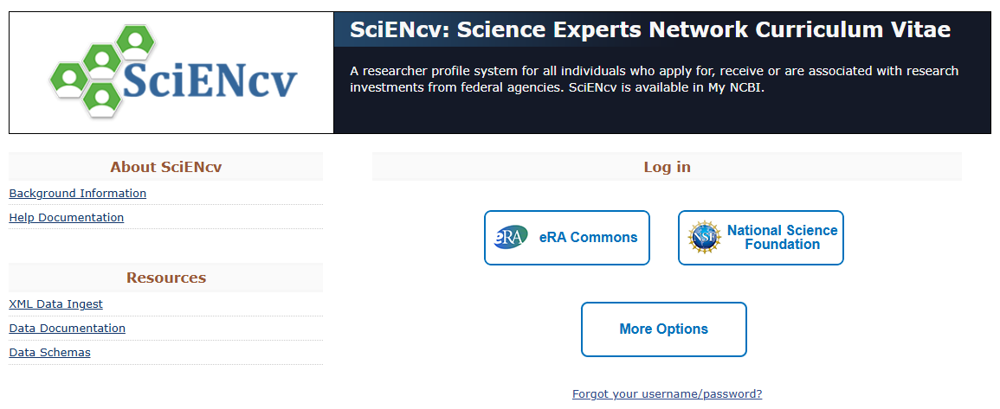 SciENcv
SciENcv: Science Experts Network Curriculum Vitae
A researcher profile system for all individuals who apply for, receive or are associated with research
investments from federal agencies. SciENcv is available in My NCBI.
About SciENcv
Background Information
Help Documentation
Resources
XML Data Ingest
Data Documentation
Data Schemas
Log in
eRA
eRA Commons
NSF
National Science
Foundation
More Options
Forgot your username/password?